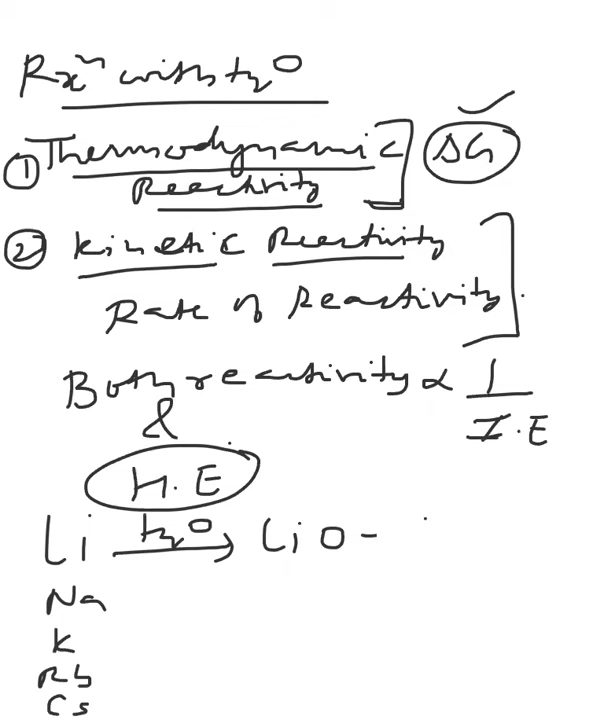 Rxⁿ with H₂O
① Thermodynamic ΔG
Reactivity
② Kinetic Reactivity
Rate of Reactivity
Both reactivity ∝ 1 / I.E
&
H.E
Li H₂O → LiO-
Na
K
Rb
Cs